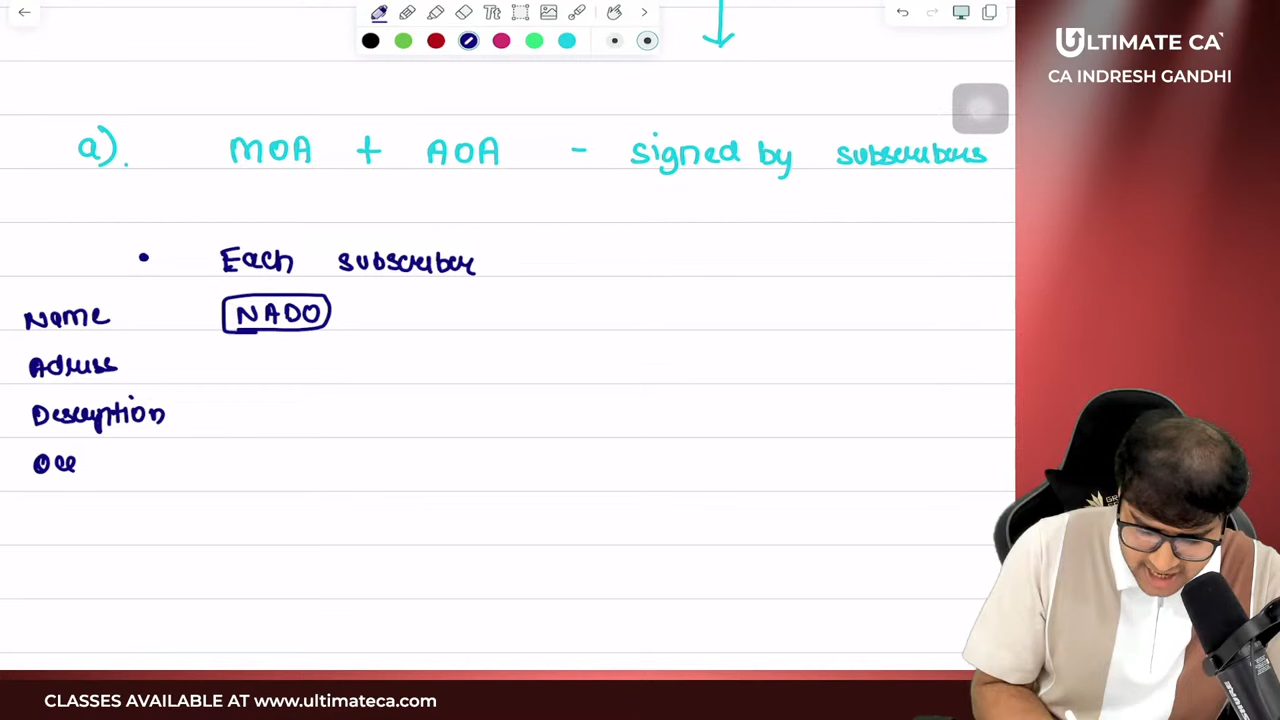 ULTIMATE CA
CA INDRESH GANDHI
a). MOA + AOA - signed by subscribers
• Each subscriber
Name NADO
Adress
Description
Occ
CLASSES AVAILABLE AT www.ultimateca.com